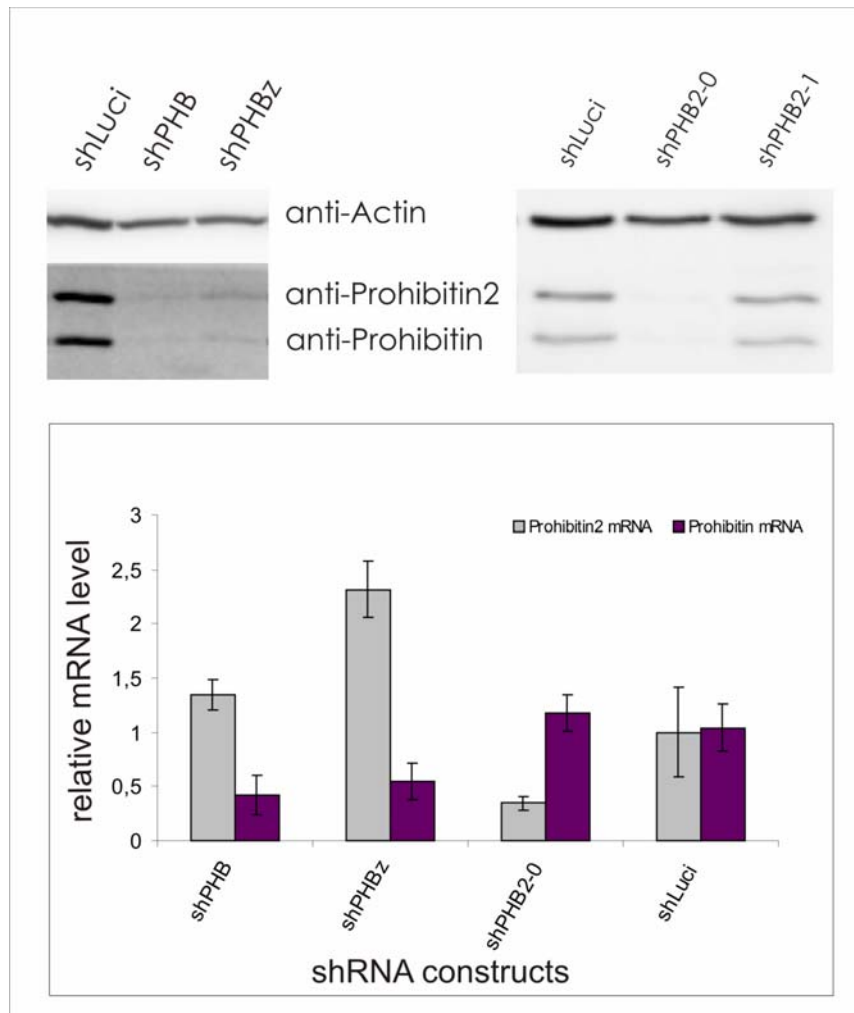 shLuci shPHB shPHBz
shLuci shPHB2-0 shPHB2-1
anti-Actin
anti-Prohibitin2
anti-Prohibitin
Prohibitin2 mRNA Prohibitin mRNA
relative mRNA level
3
2,5
2
1,5
1
0,5
0
shPHB shPHBz shPHB2-0 shLuci
shRNA constructs